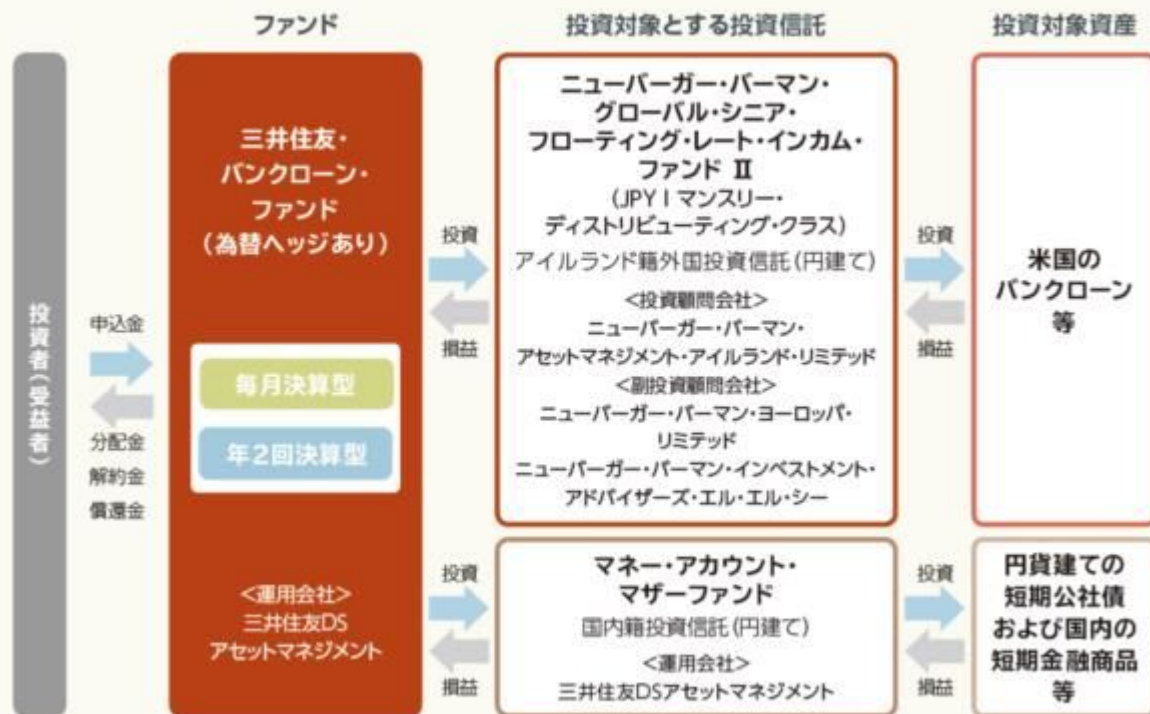 ファンド
投資対象とする投資信託
投資対象資産
投資者(受益者)
申込金
分配金
解約金
償還金
三井住友・
バンクローン・
ファンド
(為替ヘッジあり)
毎月決算型
年2回決算型
<運用会社>
三井住友DS
アセットマネジメント
投資
損益
ニューバーガー・バーマン・
グローバル・シニア・
フローティング・レート・インカム・
ファンド Ⅱ
(JPY I マンスリー・
ディストリビューティング・クラス)
アイルランド籍外国投資信託(円建て)
<投資顧問会社>
ニューバーガー・バーマン・
アセットマネジメント・アイルランド・リミテッド
<副投資顧問会社>
ニューバーガー・バーマン・ヨーロッパ・
リミテッド
ニューバーガー・バーマン・インベストメント・
アドバイザーズ・エル・エル・シー
投資
損益
米国の
バンクローン
等
投資
損益
マネー・アカウント・
マザーファンド
国内籍投資信託(円建て)
<運用会社>
三井住友DSアセットマネジメント
投資
損益
円貨建ての
短期公社債
および国内の
短期金融商品
等